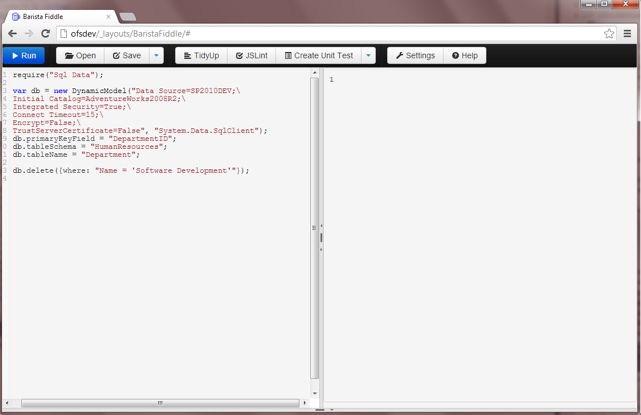 Barista Fiddle
ofsdev/_layouts/BaristaFiddle/#
Run Open Save TidyUp JSLint Create Unit Test Settings Help
1 require("Sql Data");
2
3 var db = new DynamicModel("Data Source=SP2010DEV;\
4 Initial Catalog=AdventureWorks2008R2;\
5 Integrated Security=True;\
6 Connect Timeout=15;\
7 Encrypt=False;\
8 TrustServerCertificate=False", "System.Data.SqlClient");
9 db.primaryKeyField = "DepartmentID";
0 db.tableSchema = "HumanResources";
1 db.tableName = "Department";
2
3 db.delete({where: "Name = 'Software Development'"});
4
1